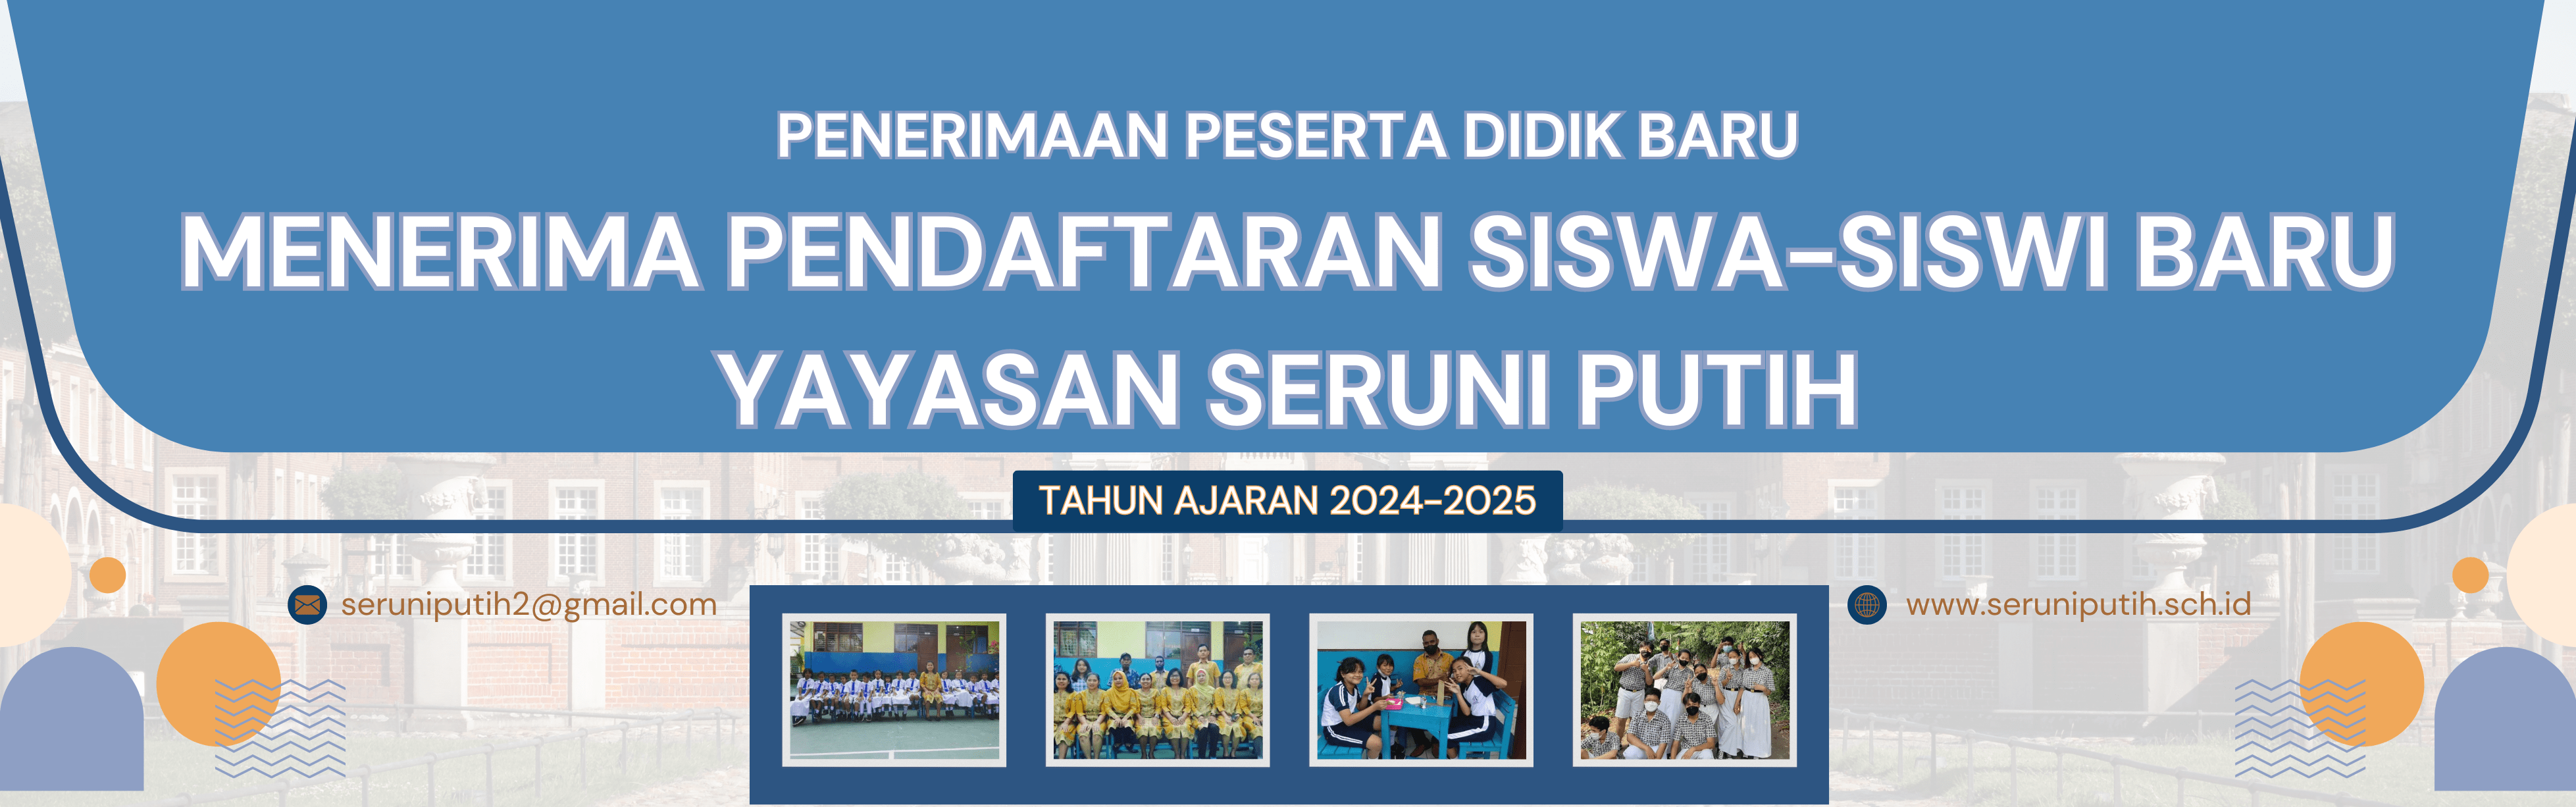 PENERIMAAN PESERTA DIDIK BARU
MENERIMA PENDAFTARAN SISWA-SISWI BARU
YAYASAN SERUNI PUTIH
TAHUN AJARAN 2024-2025
seruniputih2@gmail.com
www.seruniputih.sch.id